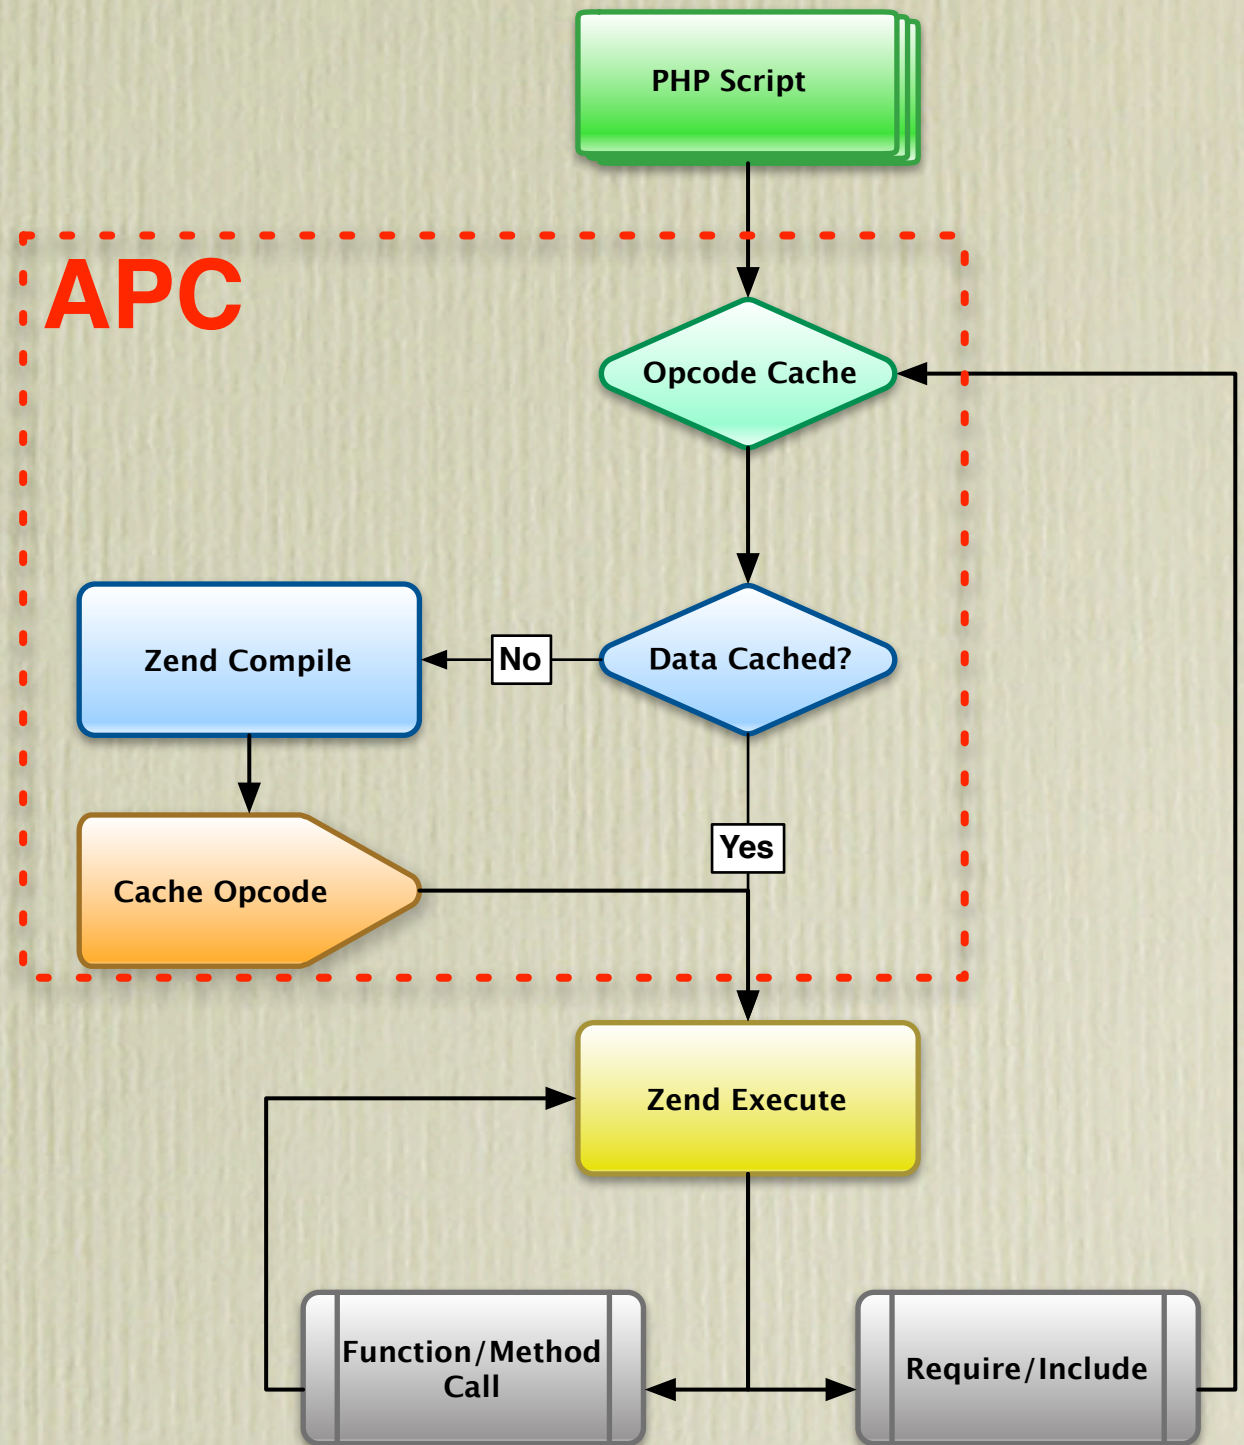 PHP Script
APC
Opcode Cache
Zend Compile
No
Data Cached?
Yes
Cache Opcode
Zend Execute
Function/Method
Call
Require/Include